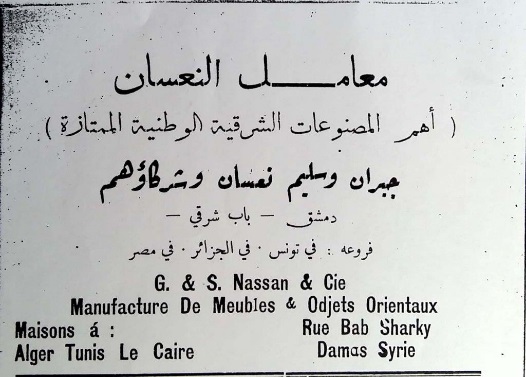 معامل النعسان
( أهم المصنوعات الشرقية الوطنية الممتازة )
جبران وسليم نعسان وشركاؤهم
دمشق - باب شرقي -
فروعه : في تونس · في الجزائر · في مصر
G. & S. Nassan & Cie
Manufacture De Meubles & Odjets Orientaux
Maisons á : Rue Bab Sharky
Alger Tunis Le Caire Damas Syrie